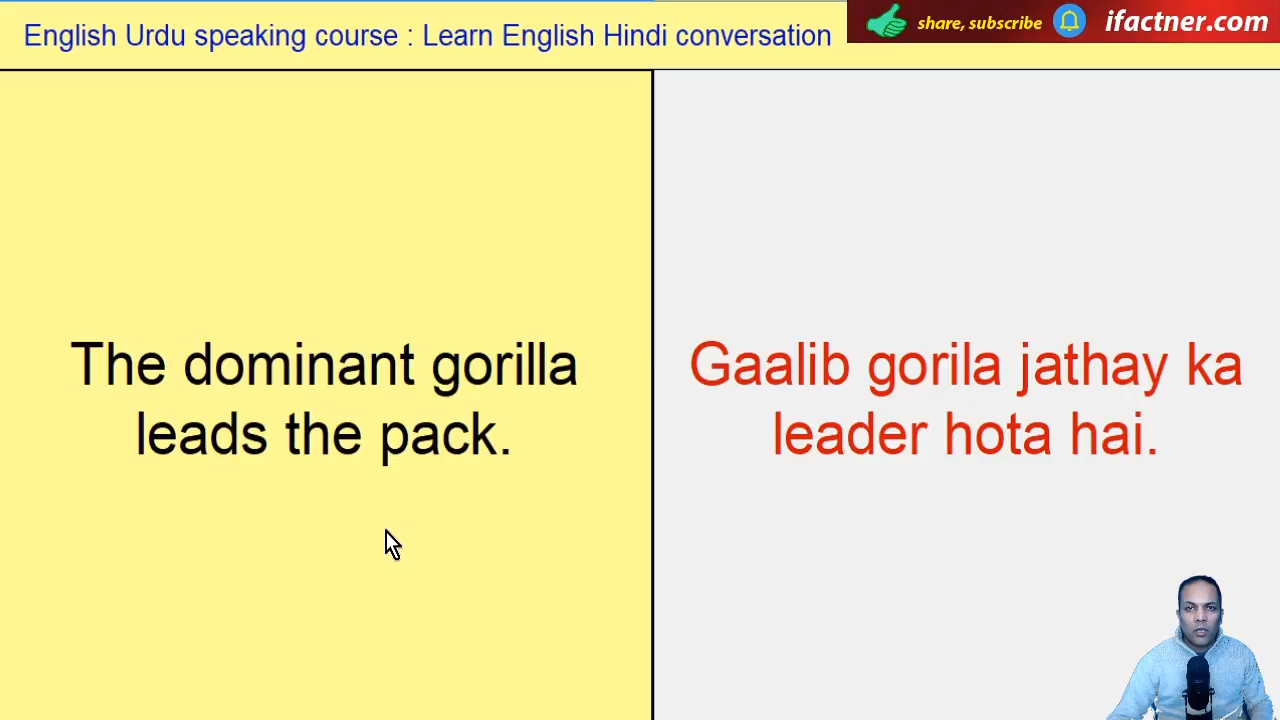 English Urdu speaking course : Learn English Hindi conversation
share, subscribe
ifactner.com
The dominant gorilla
leads the pack.
Gaalib gorila jathay ka
leader hota hai.